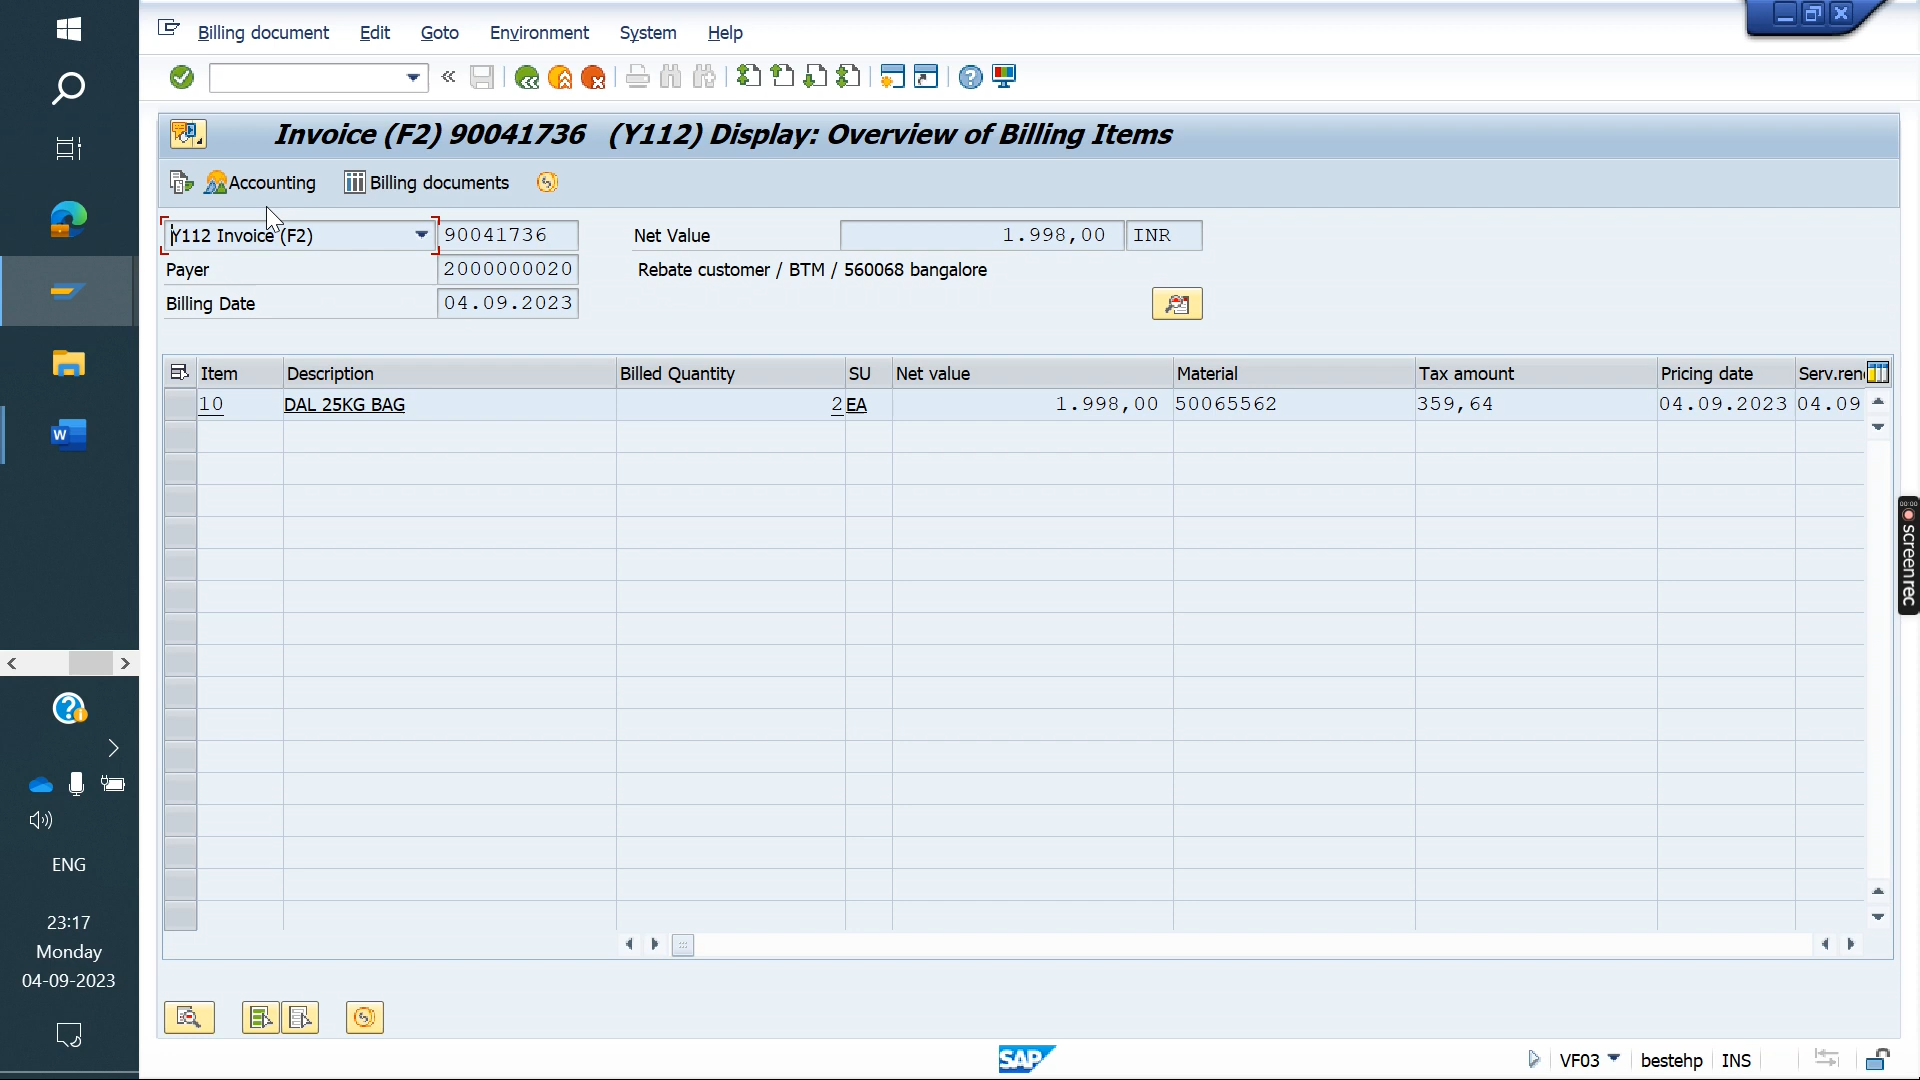 Billing document Edit Goto Environment System Help
Invoice (F2) 90041736 (Y112) Display: Overview of Billing Items
Accounting Billing documents
Y112 Invoice (F2) 90041736 Net Value 1.998,00 INR
Payer 2000000020 Rebate customer / BTM / 560068 bangalore
Billing Date 04.09.2023
Item Description Billed Quantity SU Net value Material Tax amount Pricing date Serv.ren
10 DAL 25KG BAG 2 EA 1.998,00 50065562 359,64 04.09.2023 04.09
00:00
screenrec
ENG
23:17
Monday
04-09-2023
SAP VF03 bestehp INS